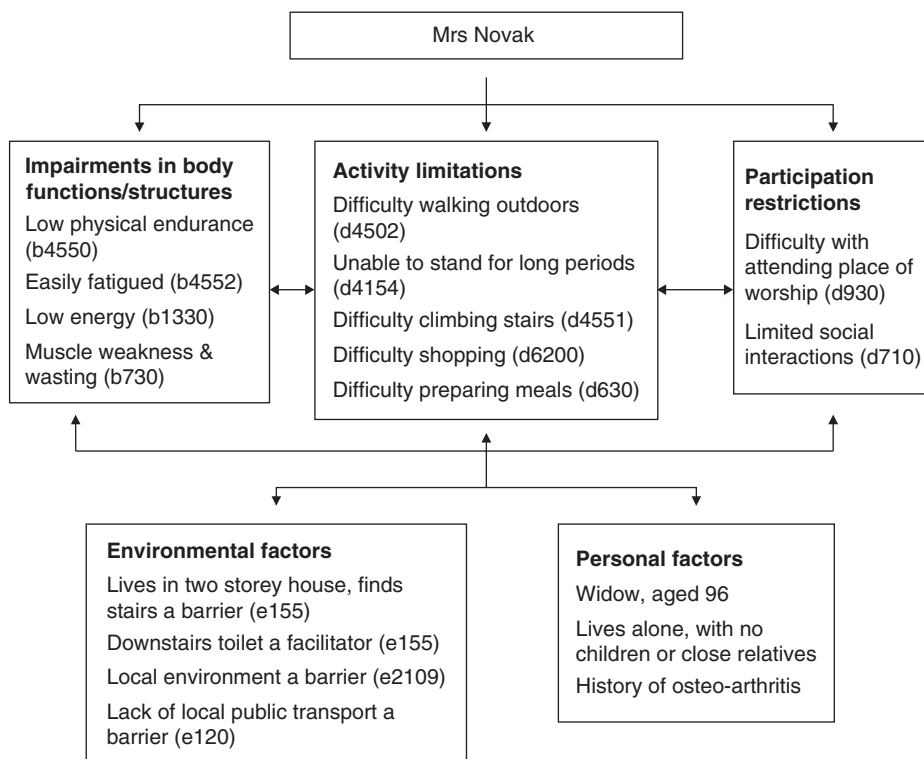 Mrs Novak
Impairments in body
functions/structures
Low physical endurance
(b4550)
Easily fatigued (b4552)
Low energy (b1330)
Muscle weakness &
wasting (b730)
Activity limitations
Difficulty walking outdoors
(d4502)
Unable to stand for long periods
(d4154)
Difficulty climbing stairs (d4551)
Difficulty shopping (d6200)
Difficulty preparing meals (d630)
Participation
restrictions
Difficulty with
attending place of
worship (d930)
Limited social
interactions (d710)
Environmental factors
Lives in two storey house, finds
stairs a barrier (e155)
Downstairs toilet a facilitator (e155)
Local environment a barrier (e2109)
Lack of local public transport a
barrier (e120)
Personal factors
Widow, aged 96
Lives alone, with no
children or close relatives
History of osteo-arthritis